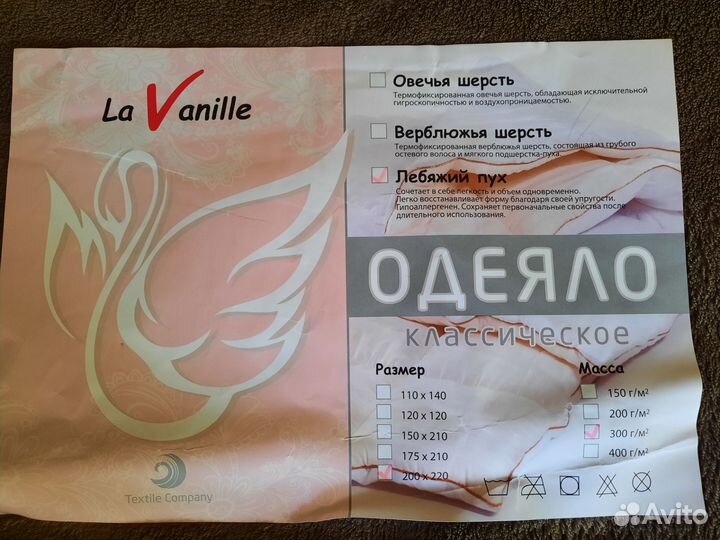 La Vanille
Textile Company
Овечья шерсть
Термофиксированная овечья шерсть, обладающая исключительной
гигроскопичностью и воздухопроницаемостью.
Верблюжья шерсть
Термофиксированная верблюжья шерсть, состоящая из грубого
остевого волоса и мягкого подшерстка-пуха.
Лебяжий пух
Сочетает в себе легкость и объем одновременно.
Легко восстанавливает форму благодаря своей упругости.
Гипоаллергенен. Сохраняет первоначальные свойства после
длительного использования.
ОДЕЯЛО
классическое
Размер
110 x 140
120 x 120
150 x 210
175 x 210
200 x 220
Масса
150 г/м²
200 г/м²
300 г/м²
400 г/м²
Avito